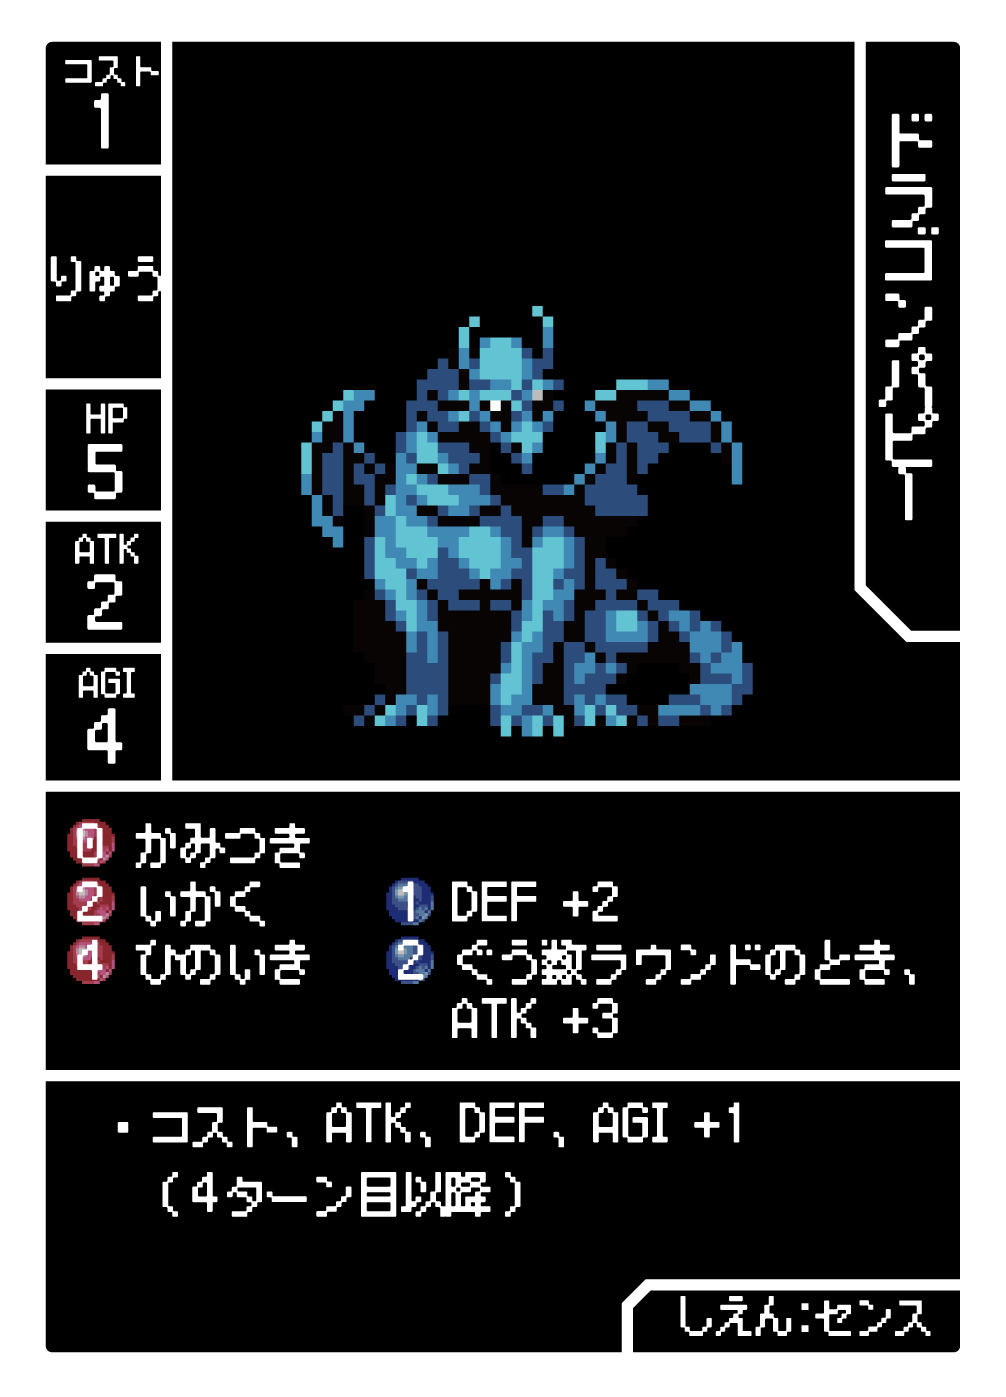 コスト
1
りゅう
HP
5
ATK
2
AGI
4
ドラゴンパピィー
0 かみつき
2 いかく 1 DEF +2
4 ひのいき 2 ぐう数ラウンドのとき、
ATK +3
・コスト、ATK、DEF、AGI +1
(4ターン目以降)
しえん:センス